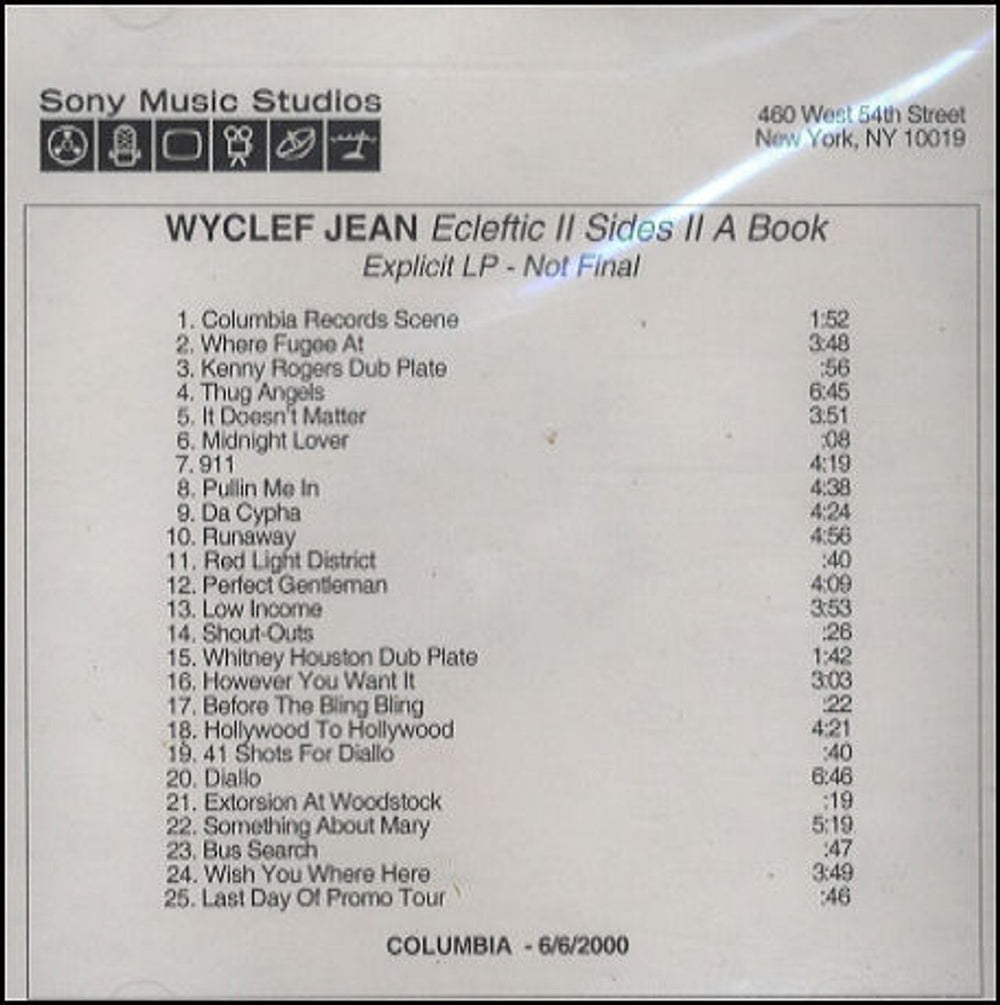 Sony Music Studios
460 West 54th Street
New York, NY 10019
WYCLEF JEAN Ecleftic II Sides II A Book
Explicit LP - Not Final
1. Columbia Records Scene 1:52
2. Where Fugee At 3:48
3. Kenny Rogers Dub Plate :56
4. Thug Angels 6:45
5. It Doesn't Matter 3:51
6. Midnight Lover :08
7. 911 4:19
8. Pullin Me In 4:38
9. Da Cypha 4:24
10. Runaway 4:56
11. Red Light District :40
12. Perfect Gentleman 4:09
13. Low Income 3:53
14. Shout-Outs :26
15. Whitney Houston Dub Plate 1:42
16. However You Want It 3:03
17. Before The Bling Bling :22
18. Hollywood To Hollywood 4:21
19. 41 Shots For Diallo :40
20. Diallo 6:46
21. Extorsion At Woodstock :19
22. Something About Mary 5:19
23. Bus Search :47
24. Wish You Where Here 3:49
25. Last Day Of Promo Tour :46
COLUMBIA - 6/6/2000